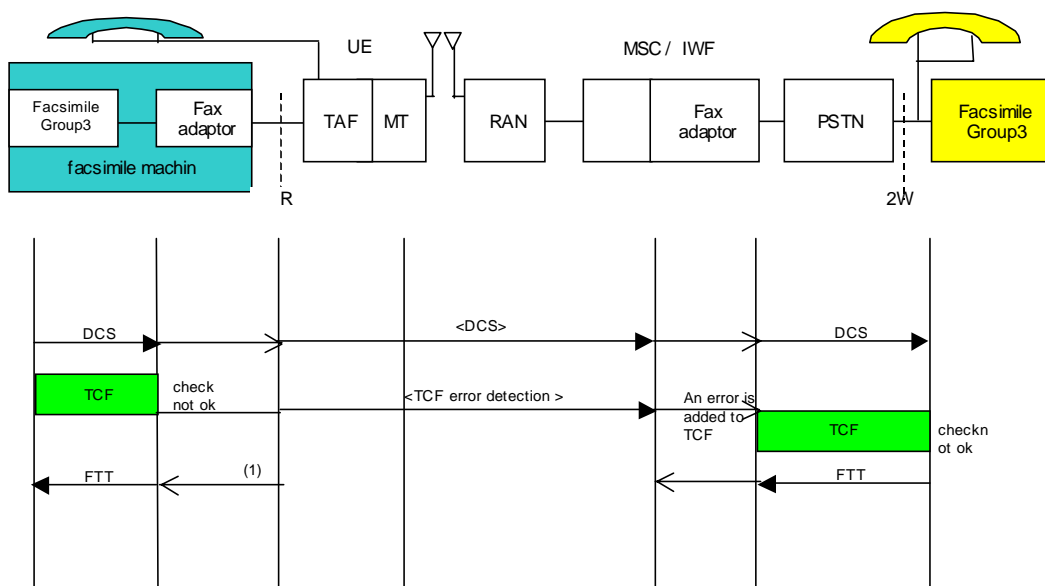 UE
MSC / IWF
Facsimile
Group3
Fax
adaptor
TAF
MT
RAN
Fax
adaptor
PSTN
Facsimile
Group3
facsimile machin
R
2W
DCS
<DCS>
DCS
TCF
check
not ok
<TCF error detection >
An error is
added to
TCF
TCF
checkn
ot ok
FTT
(1)
FTT